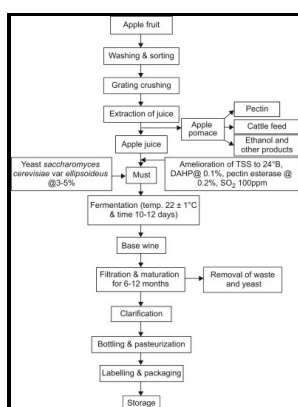 Apple fruit
Washing & sorting
Grating crushing
Extraction of juice
Apple
pomace
Pectin
Cattle feed
Ethanol and
other products
Apple juice
Yeast saccharomyces
cerevisiae var ellipsoideus
@3-5%
Must
Amelioration of TSS to 24°B,
DAHP@ 0.1%, pectin esterase @
0.2%, SO₂ 100ppm
Fermentation (temp. 22 ± 1°C
& time 10-12 days)
Base wine
Filtration & maturation
for 6-12 months
Removal of waste
and yeast
Clarification
Bottling & pasteurization
Labelling & packaging
Storage